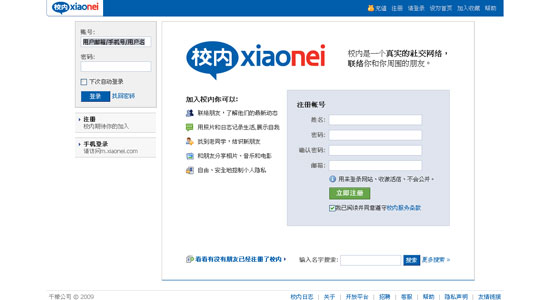 校内 xiaonei
充值 注册 请登录 设为首页 加入收藏 帮助
帐号:
用户邮箱/手机号/用户名
密码:
下次自动登录
登录 找回密码
注册
校内期待你的加入
手机登录
请访问m.xiaonei.com
校内 xiaonei
校内是一个真实的社交网络,
联络你和你周围的朋友。
加入校内你可以:
联络朋友,了解他们的最新动态
用照片和日志记录生活,展示自我
找到老同学,结识新朋友
和朋友分享相片、音乐和电影
自由、安全地控制个人隐私
注册帐号
姓名:
密码:
确认密码:
邮箱:
用来登录网站、收激活信。不会公开。
立即注册
我已阅读并同意遵守校内服务条款
看看有没有朋友已经注册了校内
输入名字搜索: 搜索 更多搜索 »
千橡公司 © 2009
校内日志 | 关于 | 开放平台 | 招聘 | 客服 | 帮助 | 隐私声明 | 友情链接